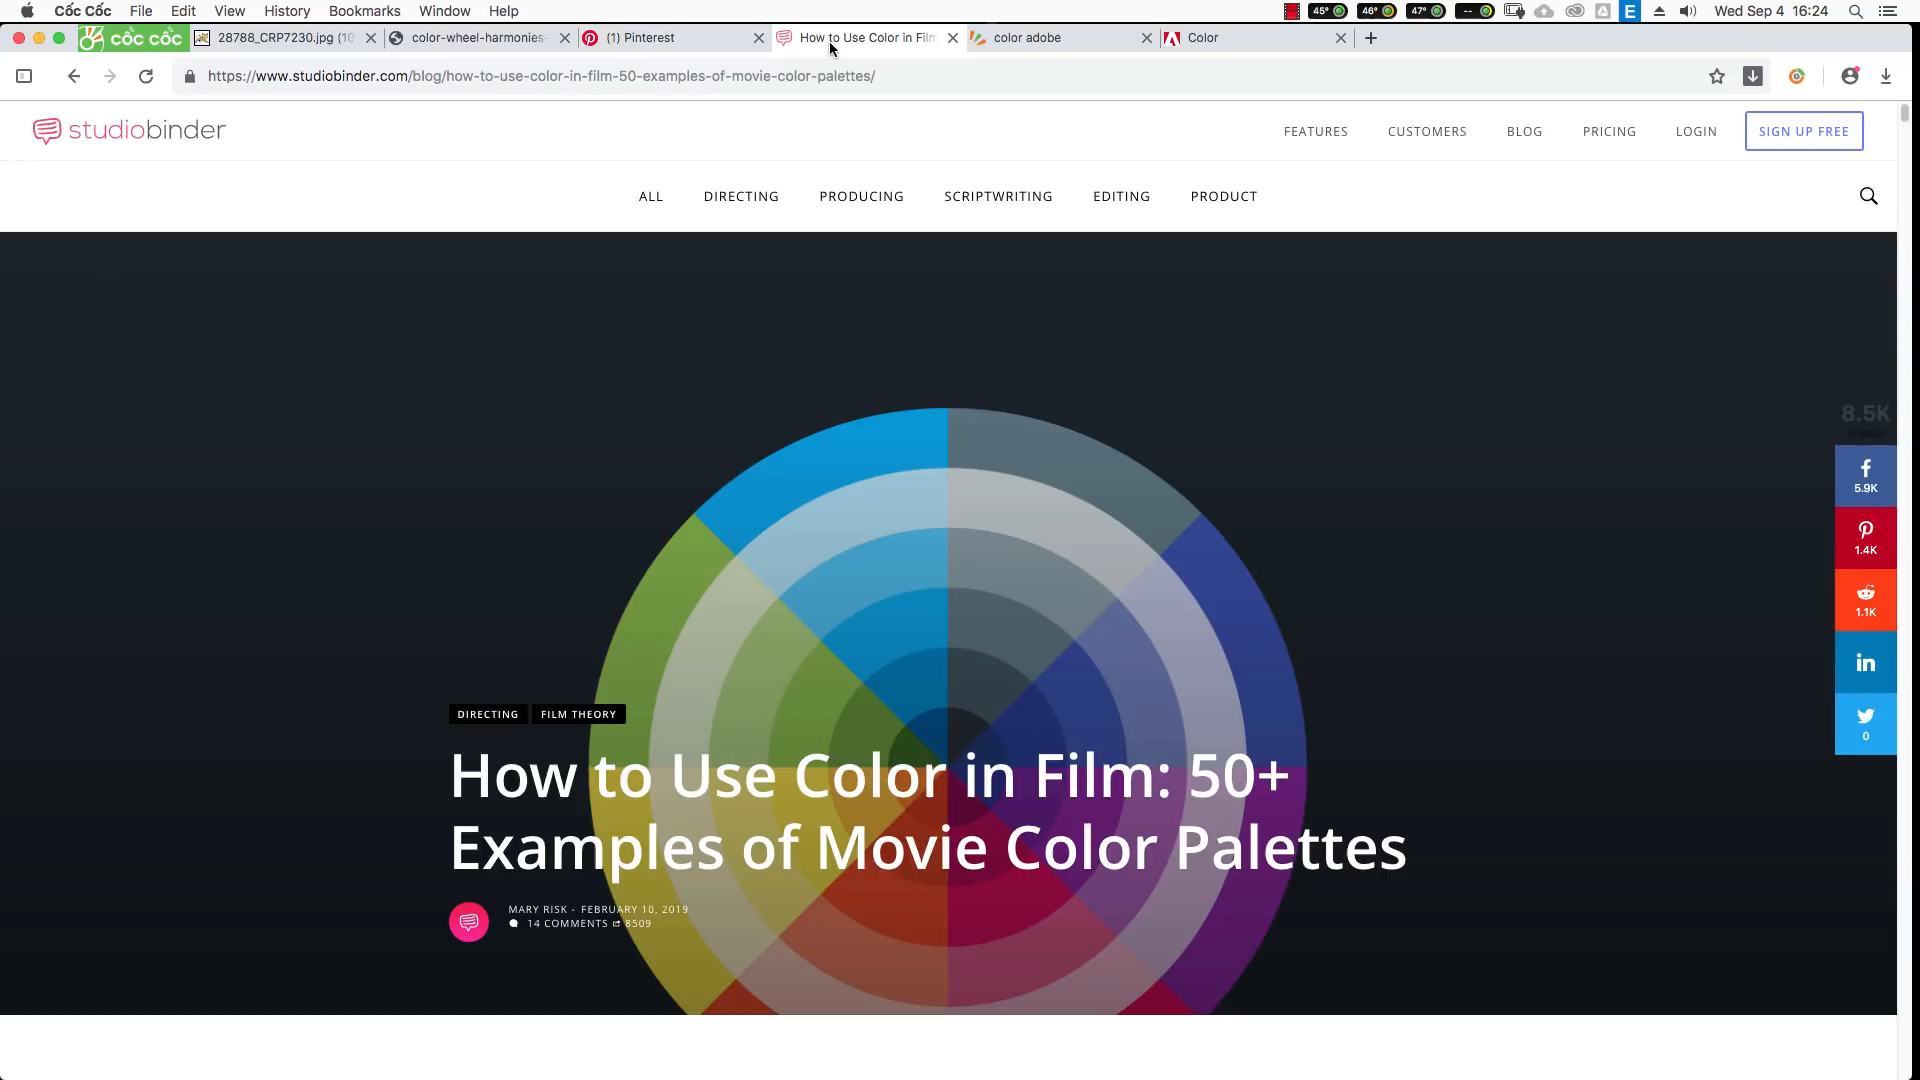 Cốc Cốc File Edit View History Bookmarks Window Help 45° 46° 47° -- E Wed Sep 4 16:24
cốc cốc 28788_CRP7230.jpg (10 color-wheel-harmonies- (1) Pinterest How to Use Color in Film color adobe Color
https://www.studiobinder.com/blog/how-to-use-color-in-film-50-examples-of-movie-color-palettes/
studiobinder FEATURES CUSTOMERS BLOG PRICING LOGIN SIGN UP FREE
ALL DIRECTING PRODUCING SCRIPTWRITING EDITING PRODUCT
8.5K
Shares
5.9K
1.4K
1.1K
0
DIRECTING FILM THEORY
How to Use Color in Film: 50+
Examples of Movie Color Palettes
MARY RISK - FEBRUARY 10, 2019
14 COMMENTS 8509